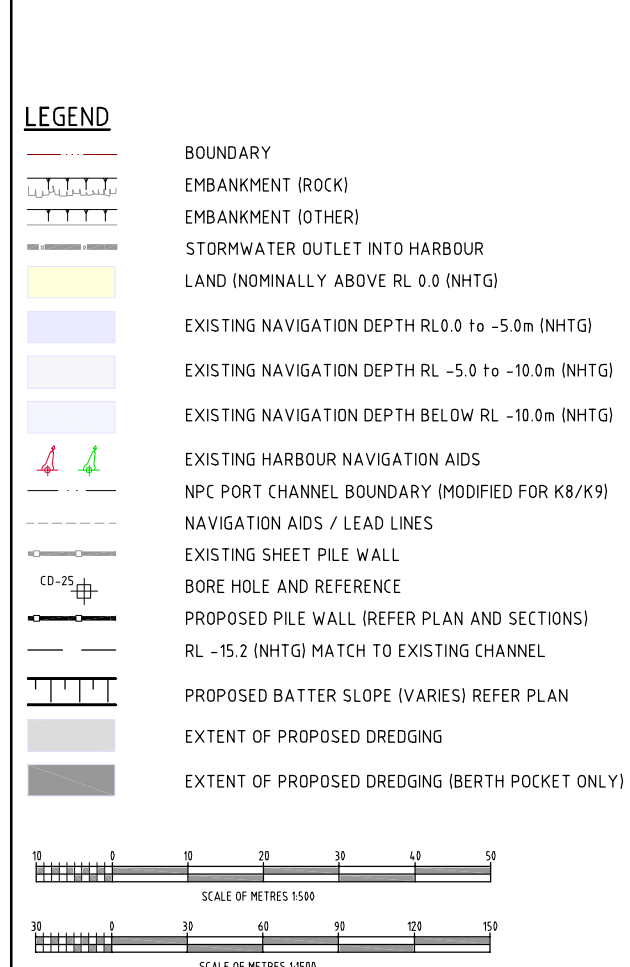 LEGEND
BOUNDARY
EMBANKMENT (ROCK)
EMBANKMENT (OTHER)
STORMWATER OUTLET INTO HARBOUR
LAND (NOMINALLY ABOVE RL 0.0 (NHTG)
EXISTING NAVIGATION DEPTH RL0.0 to -5.0m (NHTG)
EXISTING NAVIGATION DEPTH RL -5.0 to -10.0m (NHTG)
EXISTING NAVIGATION DEPTH BELOW RL -10.0m (NHTG)
EXISTING HARBOUR NAVIGATION AIDS
NPC PORT CHANNEL BOUNDARY (MODIFIED FOR K8/K9)
NAVIGATION AIDS / LEAD LINES
EXISTING SHEET PILE WALL
CD-25 BORE HOLE AND REFERENCE
PROPOSED PILE WALL (REFER PLAN AND SECTIONS)
RL -15.2 (NHTG) MATCH TO EXISTING CHANNEL
PROPOSED BATTER SLOPE (VARIES) REFER PLAN
EXTENT OF PROPOSED DREDGING
EXTENT OF PROPOSED DREDGING (BERTH POCKET ONLY)
10 0 10 20 30 40 50
SCALE OF METRES 1:500
30 0 30 60 90 120 150
SCALE OF METRES 1:1500